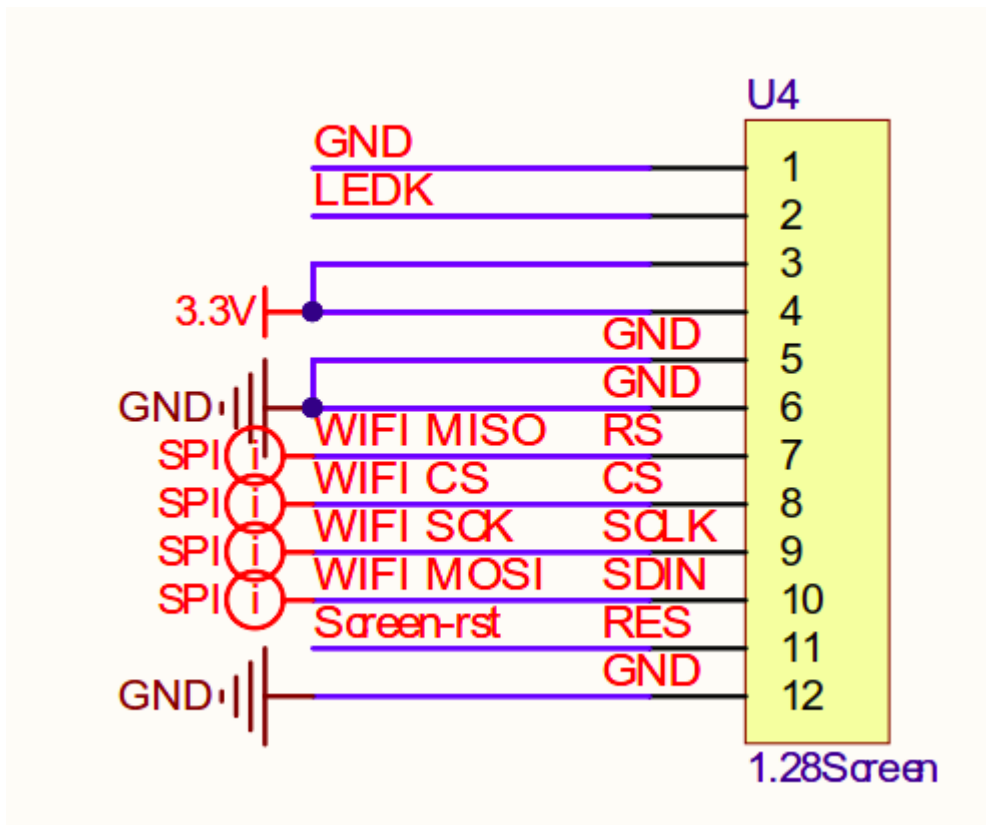 U4
GND 1
LEDK 2
3
3.3V 4
GND 5
GND GND 6
SPI i WIFI MISO RS 7
SPI i WIFI CS CS 8
SPI i WIFI SCK SCLK 9
SPI i WIFI MOSI SDIN 10
Screen-rst RES 11
GND GND 12
1.28Screen